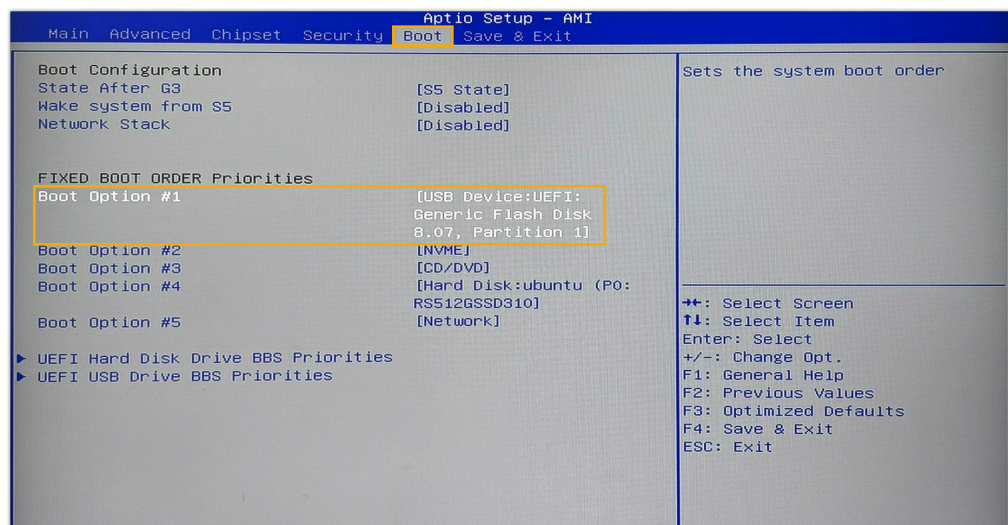 Aptio Setup – AMI
Main Advanced Chipset Security Boot Save & Exit
Boot Configuration
State After G3 [S5 State]
Wake system from S5 [Disabled]
Network Stack [Disabled]
FIXED BOOT ORDER Priorities
Boot Option #1 [USB Device:UEFI:
Generic Flash Disk
8.07, Partition 1]
Boot Option #2 [NVME]
Boot Option #3 [CD/DVD]
Boot Option #4 [Hard Disk:ubuntu (P0:
RS512GSSD310]
Boot Option #5 [Network]
UEFI Hard Disk Drive BBS Priorities
UEFI USB Drive BBS Priorities
Sets the system boot order
→←: Select Screen
↑↓: Select Item
Enter: Select
+/-: Change Opt.
F1: General Help
F2: Previous Values
F3: Optimized Defaults
F4: Save & Exit
ESC: Exit